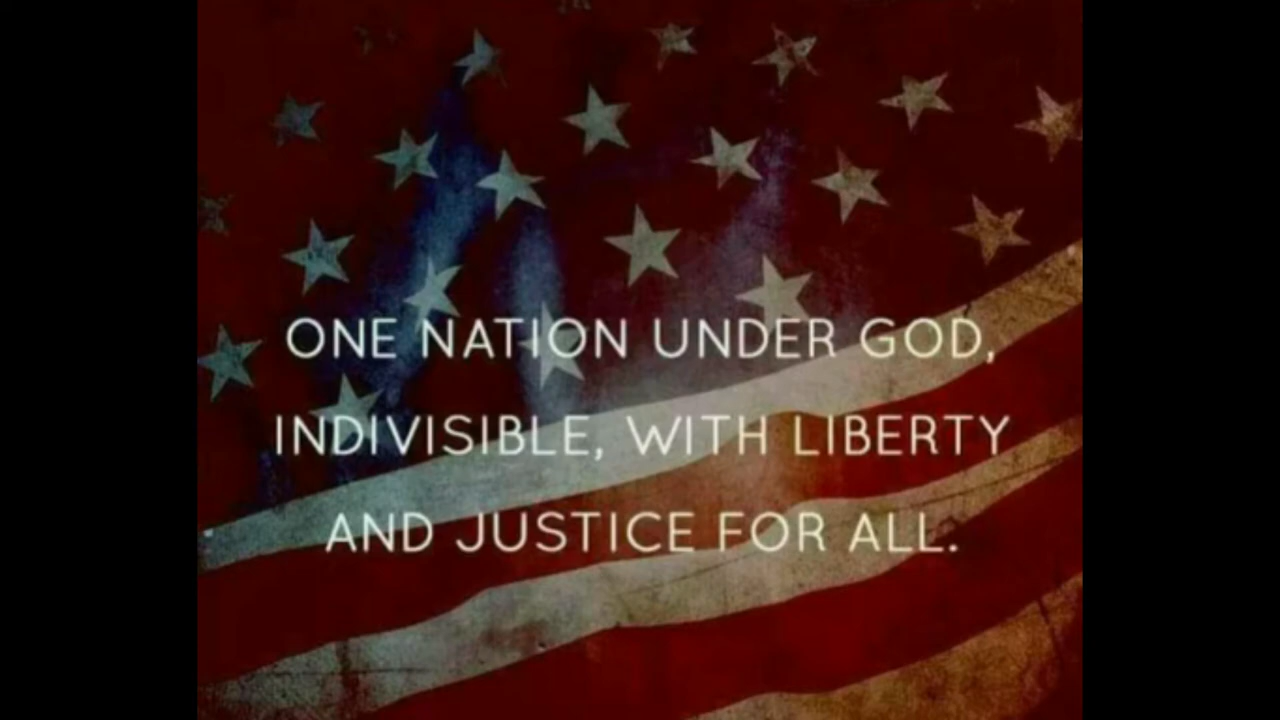 ONE NATION UNDER GOD,
INDIVISIBLE, WITH LIBERTY
AND JUSTICE FOR ALL.